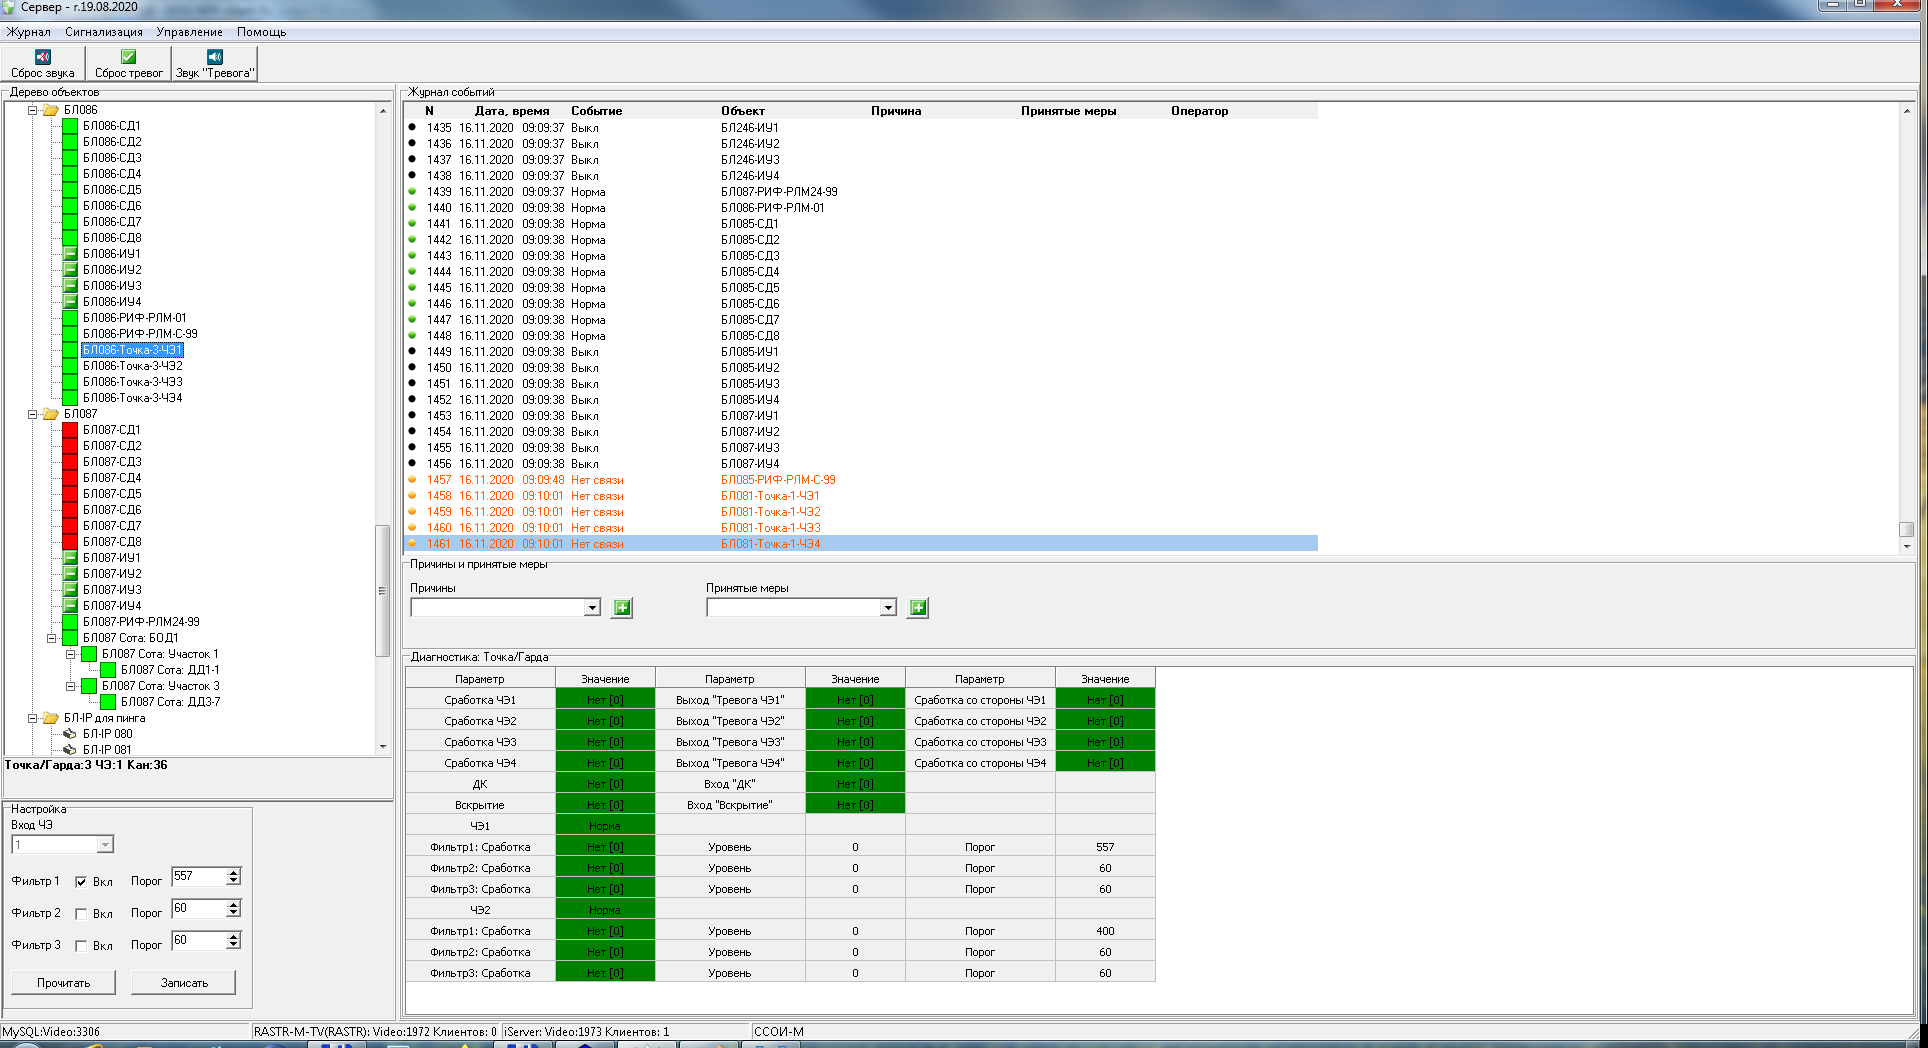 Сервер - r.19.08.2020
Журнал Сигнализация Управление Помощь
Сброс звука Сброс тревог Звук "Тревога"
Дерево объектов
БЛ086
БЛ086-СД1
БЛ086-СД2
БЛ086-СД3
БЛ086-СД4
БЛ086-СД5
БЛ086-СД6
БЛ086-СД7
БЛ086-СД8
БЛ086-ИУ1
БЛ086-ИУ2
БЛ086-ИУ3
БЛ086-ИУ4
БЛ086-РИФ-РЛМ-01
БЛ086-РИФ-РЛМ-С-99
БЛ086-Точка-3-ЧЭ1
БЛ086-Точка-3-ЧЭ2
БЛ086-Точка-3-ЧЭ3
БЛ086-Точка-3-ЧЭ4
БЛ087
БЛ087-СД1
БЛ087-СД2
БЛ087-СД3
БЛ087-СД4
БЛ087-СД5
БЛ087-СД6
БЛ087-СД7
БЛ087-СД8
БЛ087-ИУ1
БЛ087-ИУ2
БЛ087-ИУ3
БЛ087-ИУ4
БЛ087-РИФ-РЛМ24-99
БЛ087 Сота: БОД1
БЛ087 Сота: Участок 1
БЛ087 Сота: ДД1-1
БЛ087 Сота: Участок 3
БЛ087 Сота: ДД3-7
БЛ-IP для пинга
БЛ-IP 080
БЛ-IP 081
Точка/Гарда:3 ЧЭ:1 Кан:36
Настройка
Вход ЧЭ
1
Фильтр 1 Вкл Порог 557
Фильтр 2 Вкл Порог 60
Фильтр 3 Вкл Порог 60
Прочитать Записать
Журнал событий
N Дата, время Событие Объект Причина Принятые меры Оператор
1435 16.11.2020 09:09:37 Выкл БЛ246-ИУ1
1436 16.11.2020 09:09:37 Выкл БЛ246-ИУ2
1437 16.11.2020 09:09:37 Выкл БЛ246-ИУ3
1438 16.11.2020 09:09:37 Выкл БЛ246-ИУ4
1439 16.11.2020 09:09:37 Норма БЛ087-РИФ-РЛМ24-99
1440 16.11.2020 09:09:38 Норма БЛ086-РИФ-РЛМ-01
1441 16.11.2020 09:09:38 Норма БЛ085-СД1
1442 16.11.2020 09:09:38 Норма БЛ085-СД2
1443 16.11.2020 09:09:38 Норма БЛ085-СД3
1444 16.11.2020 09:09:38 Норма БЛ085-СД4
1445 16.11.2020 09:09:38 Норма БЛ085-СД5
1446 16.11.2020 09:09:38 Норма БЛ085-СД6
1447 16.11.2020 09:09:38 Норма БЛ085-СД7
1448 16.11.2020 09:09:38 Норма БЛ085-СД8
1449 16.11.2020 09:09:38 Выкл БЛ085-ИУ1
1450 16.11.2020 09:09:38 Выкл БЛ085-ИУ2
1451 16.11.2020 09:09:38 Выкл БЛ085-ИУ3
1452 16.11.2020 09:09:38 Выкл БЛ085-ИУ4
1453 16.11.2020 09:09:38 Выкл БЛ087-ИУ1
1454 16.11.2020 09:09:38 Выкл БЛ087-ИУ2
1455 16.11.2020 09:09:38 Выкл БЛ087-ИУ3
1456 16.11.2020 09:09:38 Выкл БЛ087-ИУ4
1457 16.11.2020 09:09:48 Нет связи БЛ085-РИФ-РЛМ-С-99
1458 16.11.2020 09:10:01 Нет связи БЛ081-Точка-1-ЧЭ1
1459 16.11.2020 09:10:01 Нет связи БЛ081-Точка-1-ЧЭ2
1460 16.11.2020 09:10:01 Нет связи БЛ081-Точка-1-ЧЭ3
1461 16.11.2020 09:10:01 Нет связи БЛ081-Точка-1-ЧЭ4
Причины и принятые меры
Причины Принятые меры
Диагностика: Точка/Гарда
Параметр Значение Параметр Значение Параметр Значение
Сработка ЧЭ1 Нет [0] Выход "Тревога ЧЭ1" Нет [0] Сработка со стороны ЧЭ1 Нет [0]
Сработка ЧЭ2 Нет [0] Выход "Тревога ЧЭ2" Нет [0] Сработка со стороны ЧЭ2 Нет [0]
Сработка ЧЭ3 Нет [0] Выход "Тревога ЧЭ3" Нет [0] Сработка со стороны ЧЭ3 Нет [0]
Сработка ЧЭ4 Нет [0] Выход "Тревога ЧЭ4" Нет [0] Сработка со стороны ЧЭ4 Нет [0]
ДК Нет [0] Вход "ДК" Нет [0]
Вскрытие Нет [0] Вход "Вскрытие" Нет [0]
ЧЭ1 Норма
Фильтр1: Сработка Нет [0] Уровень 0 Порог 557
Фильтр2: Сработка Нет [0] Уровень 0 Порог 60
Фильтр3: Сработка Нет [0] Уровень 0 Порог 60
ЧЭ2 Норма
Фильтр1: Сработка Нет [0] Уровень 0 Порог 400
Фильтр2: Сработка Нет [0] Уровень 0 Порог 60
Фильтр3: Сработка Нет [0] Уровень 0 Порог 60
MySQL:Video:3306 RASTR-M-TV(RASTR): Video:1972 Клиентов: 0 iServer: Video:1973 Клиентов: 1 ССОИ-М